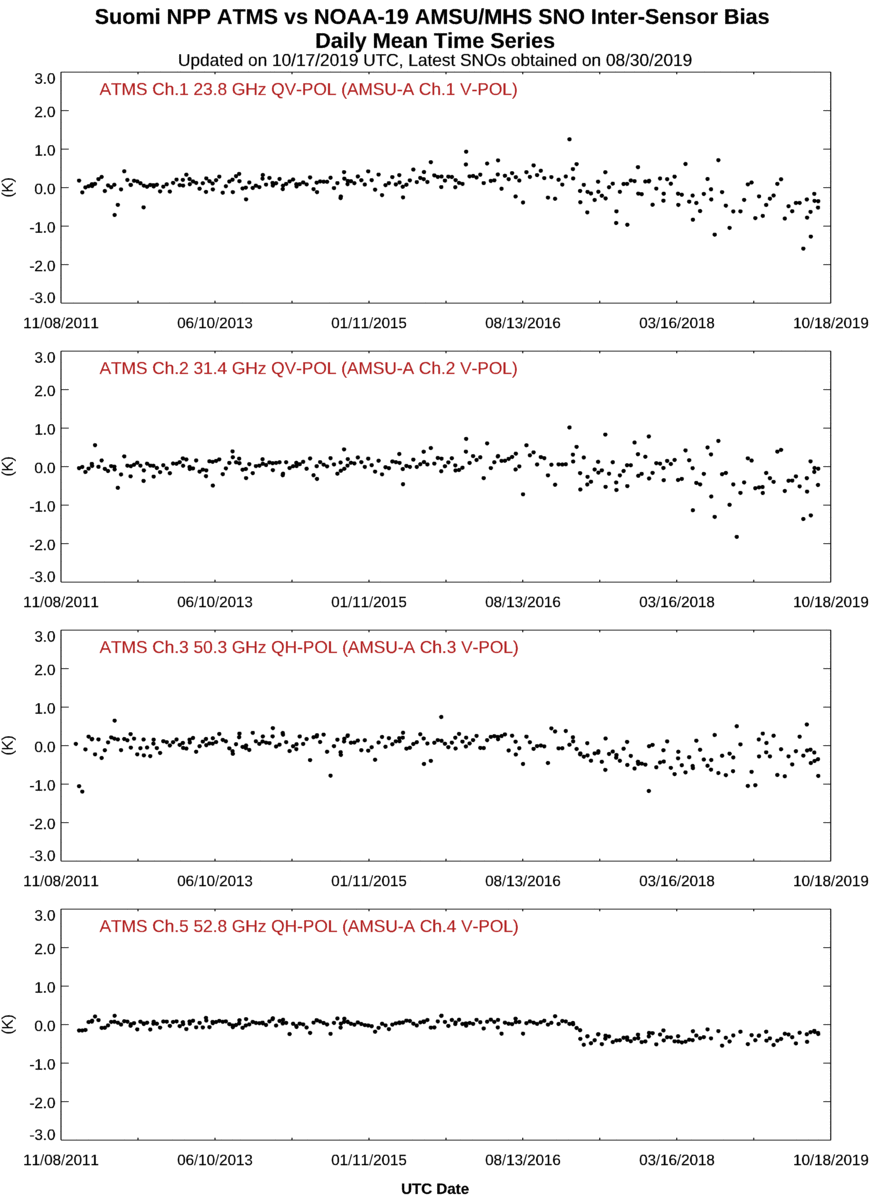 Suomi NPP ATMS vs NOAA-19 AMSU/MHS SNO Inter-Sensor Bias
Daily Mean Time Series
Updated on 10/17/2019 UTC, Latest SNOs obtained on 08/30/2019
ATMS Ch.1 23.8 GHz QV-POL (AMSU-A Ch.1 V-POL)
3.0
2.0
1.0
0.0
-1.0
-2.0
-3.0
(K)
11/08/2011 06/10/2013 01/11/2015 08/13/2016 03/16/2018 10/18/2019
ATMS Ch.2 31.4 GHz QV-POL (AMSU-A Ch.2 V-POL)
3.0
2.0
1.0
0.0
-1.0
-2.0
-3.0
(K)
11/08/2011 06/10/2013 01/11/2015 08/13/2016 03/16/2018 10/18/2019
ATMS Ch.3 50.3 GHz QH-POL (AMSU-A Ch.3 V-POL)
3.0
2.0
1.0
0.0
-1.0
-2.0
-3.0
(K)
11/08/2011 06/10/2013 01/11/2015 08/13/2016 03/16/2018 10/18/2019
ATMS Ch.5 52.8 GHz QH-POL (AMSU-A Ch.4 V-POL)
3.0
2.0
1.0
0.0
-1.0
-2.0
-3.0
(K)
11/08/2011 06/10/2013 01/11/2015 08/13/2016 03/16/2018 10/18/2019
UTC Date